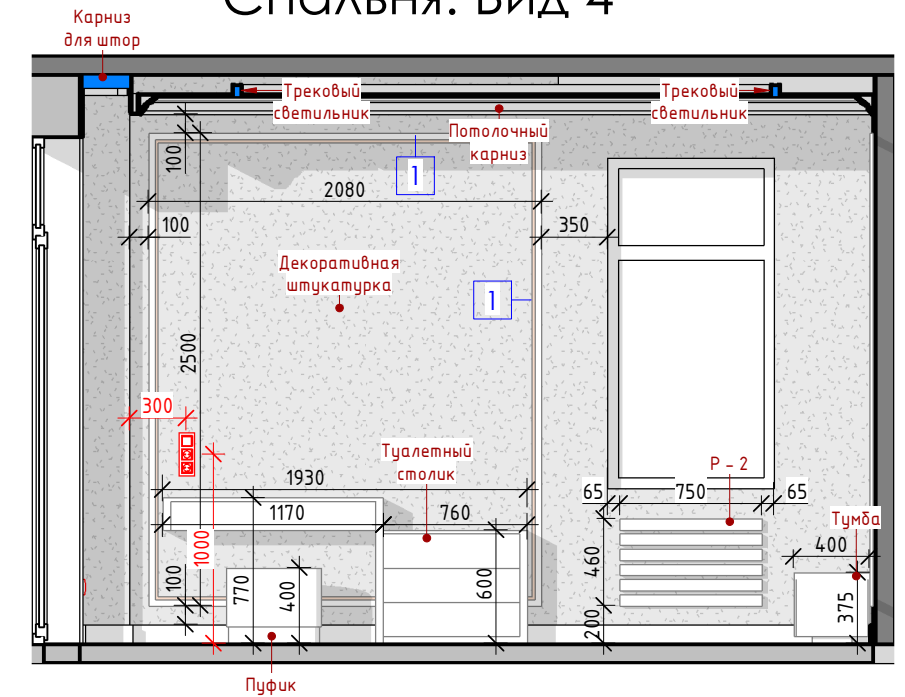 Спальня. Вид 4
Карниз
для штор
Трековый
светильник
Трековый
светильник
Потолочный
карниз
100
1
2080
100
350
Декоративная
штукатурка
1
2500
300
Туалетный
столик
Р - 2
1930
65
750
65
1170
760
Тумба
1000
400
460
100
770
400
600
375
200
Пуфик